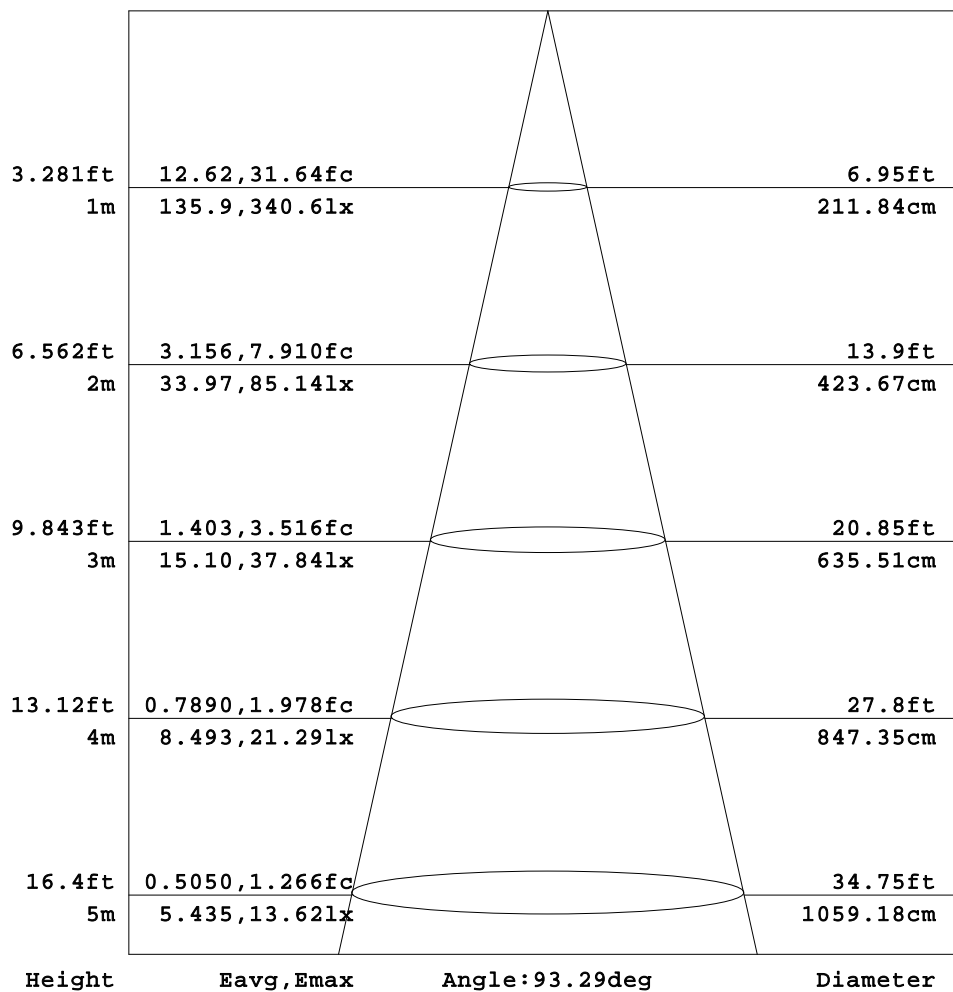 3.281ft 12.62,31.64fc 6.95ft
1m 135.9,340.6lx 211.84cm
6.562ft 3.156,7.910fc 13.9ft
2m 33.97,85.14lx 423.67cm
9.843ft 1.403,3.516fc 20.85ft
3m 15.10,37.84lx 635.51cm
13.12ft 0.7890,1.978fc 27.8ft
4m 8.493,21.29lx 847.35cm
16.4ft 0.5050,1.266fc 34.75ft
5m 5.435,13.62lx 1059.18cm
Height Eavg,Emax Angle:93.29deg Diameter